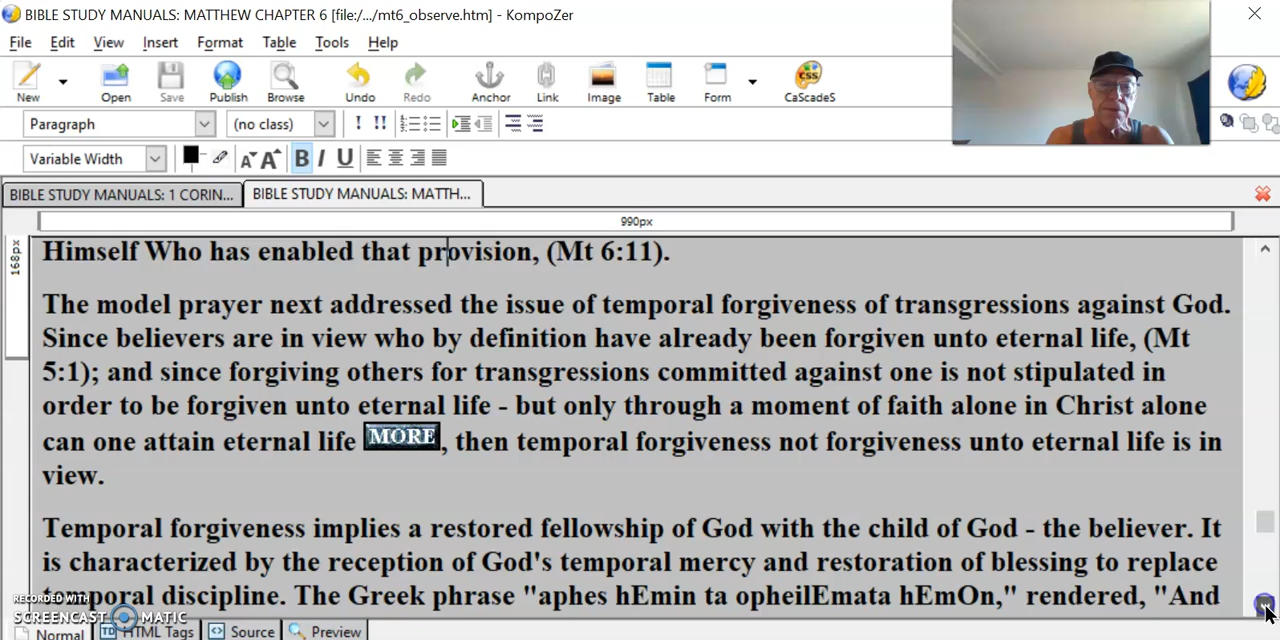 BIBLE STUDY MANUALS: MATTHEW CHAPTER 6 [file:/.../mt6_observe.htm] - KompoZer
File Edit View Insert Format Table Tools Help
New Open Save Publish Browse Undo Redo Anchor Link Image Table Form CaScadeS
Paragraph (no class) ! !!
Variable Width A A B I U
BIBLE STUDY MANUALS: 1 CORIN... BIBLE STUDY MANUALS: MATTH...
990px
168px
Himself Who has enabled that provision, (Mt 6:11).
The model prayer next addressed the issue of temporal forgiveness of transgressions against God.
Since believers are in view who by definition have already been forgiven unto eternal life, (Mt
5:1); and since forgiving others for transgressions committed against one is not stipulated in
order to be forgiven unto eternal life - but only through a moment of faith alone in Christ alone
can one attain eternal life MORE, then temporal forgiveness not forgiveness unto eternal life is in
view.
Temporal forgiveness implies a restored fellowship of God with the child of God - the believer. It
is characterized by the reception of God's temporal mercy and restoration of blessing to replace
temporal discipline. The Greek phrase "aphes hEmin ta opheilEmata hEmOn," rendered, "And
RECORDED WITH
SCREENCAST MATIC
Normal HTML Tags Source Preview